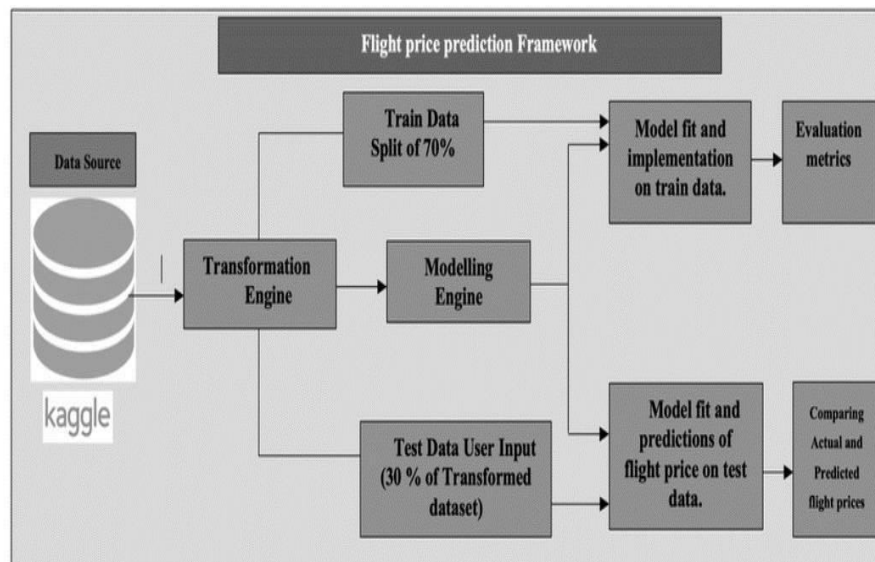 Flight price prediction Framework
Data Source
kaggle
Transformation
Engine
Train Data
Split of 70%
Modelling
Engine
Test Data User Input
(30 % of Transformed
dataset)
Model fit and
implementation
on train data.
Evaluation
metrics
Model fit and
predictions of
flight price on test
data.
Comparing
Actual and
Predicted
flight prices